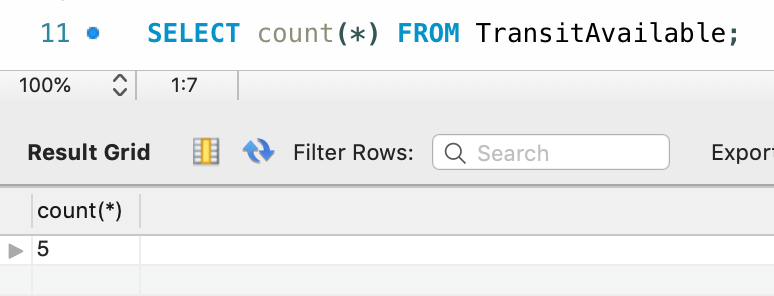 11 SELECT count(*) FROM TransitAvailable;
100% 1:7
Result Grid Filter Rows: Search Export
count(*)
5